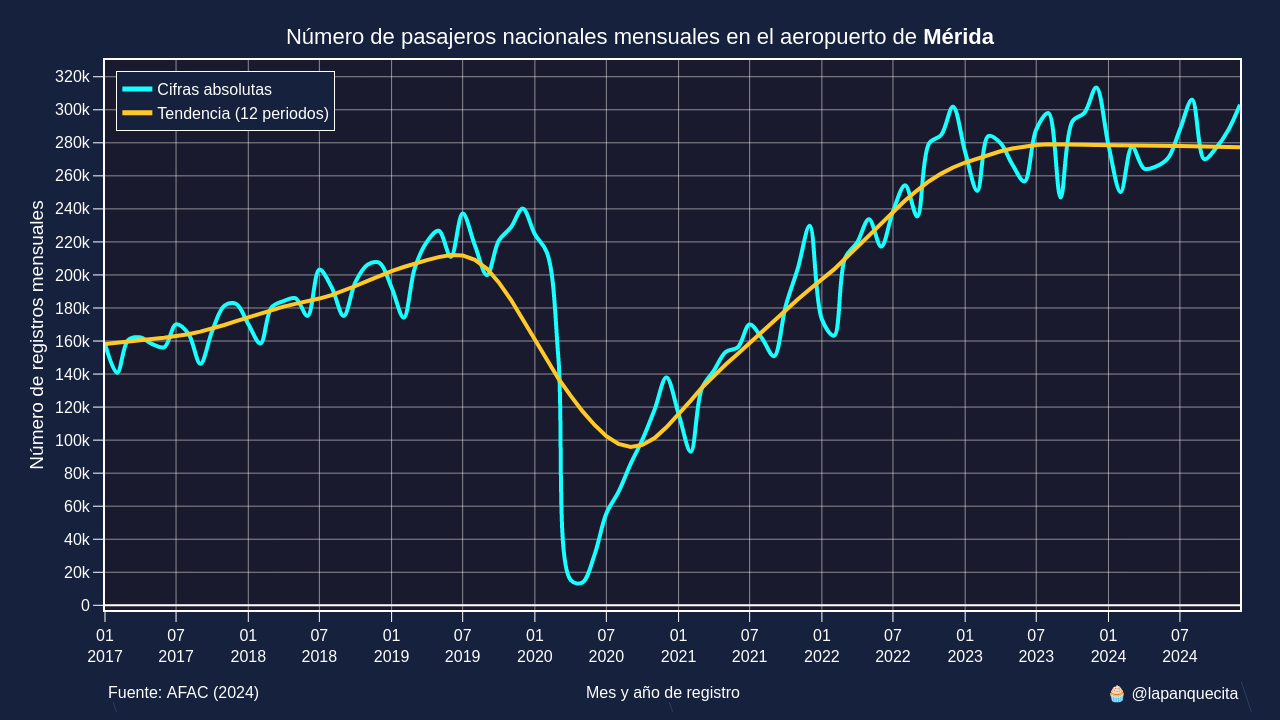 Número de pasajeros nacionales mensuales en el aeropuerto de Mérida
Cifras absolutas
Tendencia (12 periodos)
Número de registros mensuales
320k
300k
280k
260k
240k
220k
200k
180k
160k
140k
120k
100k
80k
60k
40k
20k
0
01 07 01 07 01 07 01 07 01 07 01 07 01 07 01 07
2017 2017 2018 2018 2019 2019 2020 2020 2021 2021 2022 2022 2023 2023 2024 2024
Fuente: AFAC (2024)
Mes y año de registro
🧁 @lapanquecita